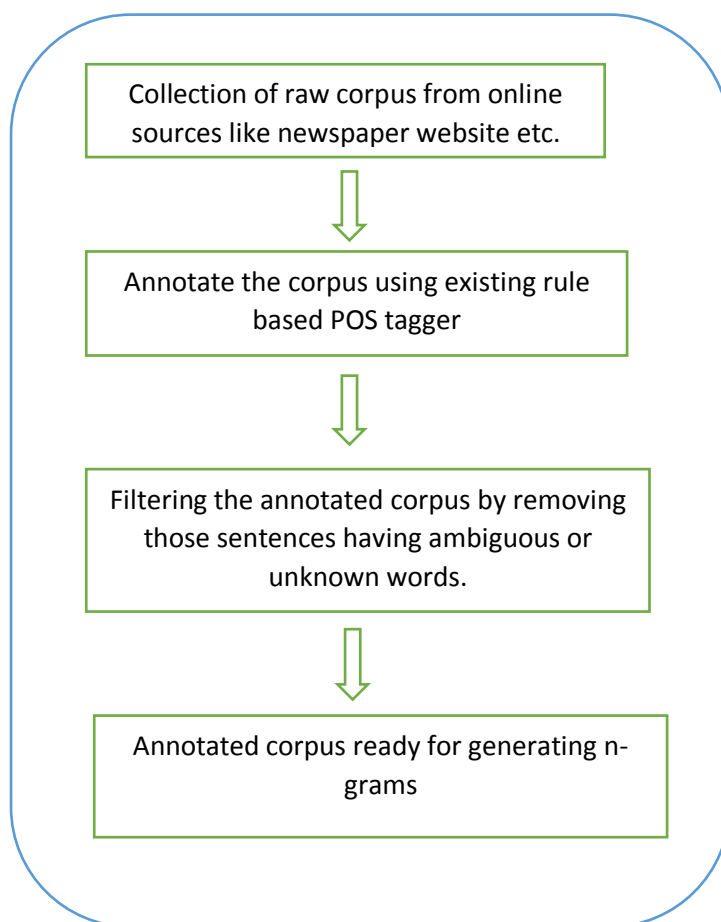 Collection of raw corpus from online
sources like newspaper website etc.
Annotate the corpus using existing rule
based POS tagger
Filtering the annotated corpus by removing
those sentences having ambiguous or
unknown words.
Annotated corpus ready for generating n-
grams